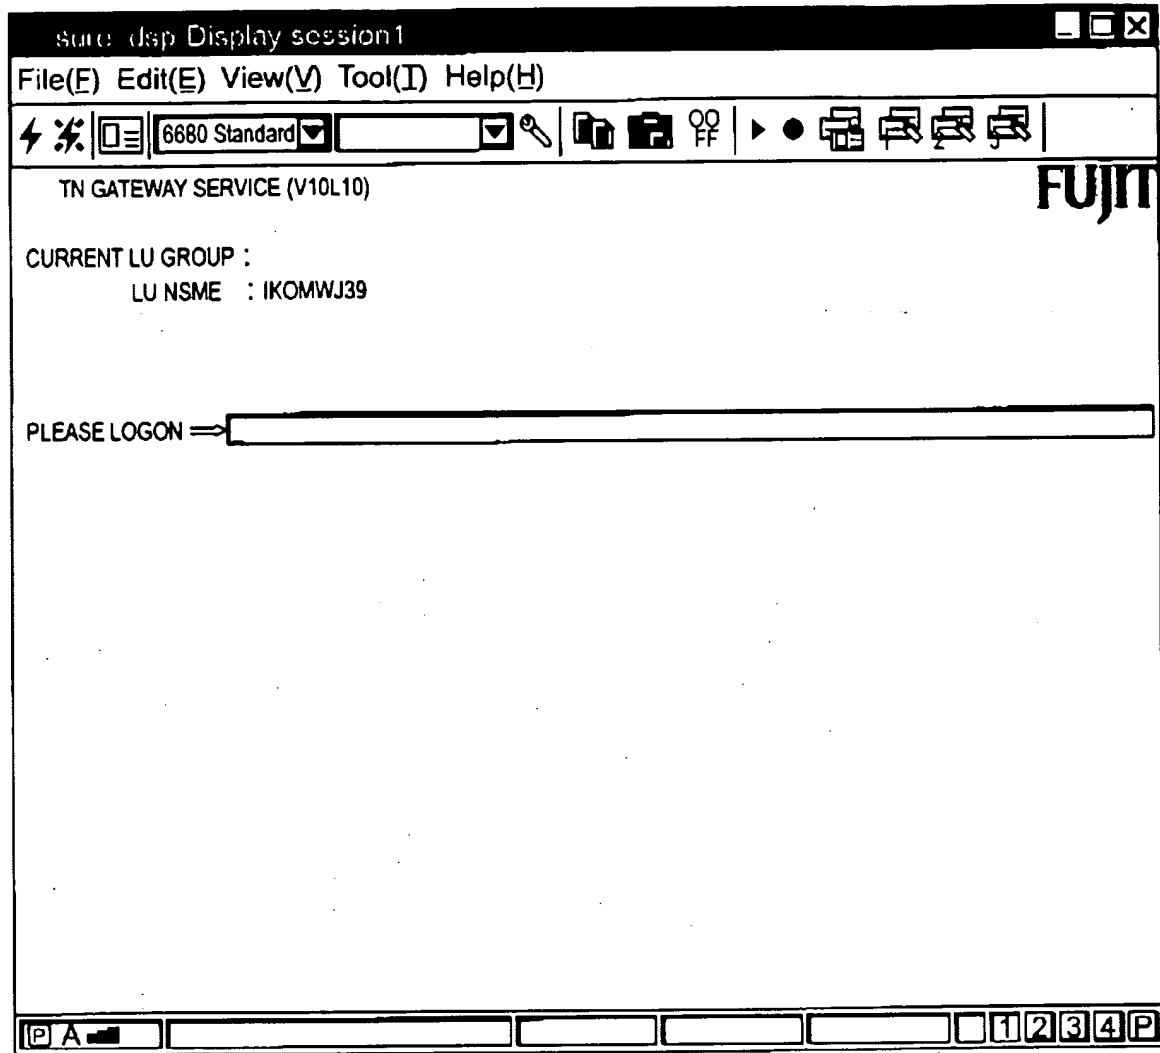 sure dsp Display session1
File(F) Edit(E) View(V) Tool(T) Help(H)
6680 Standard
TN GATEWAY SERVICE (V10L10)
FUJIT
CURRENT LU GROUP :
LU NSME : IKOMWJ39
PLEASE LOGON ⇒
P A
1 2 3 4 P